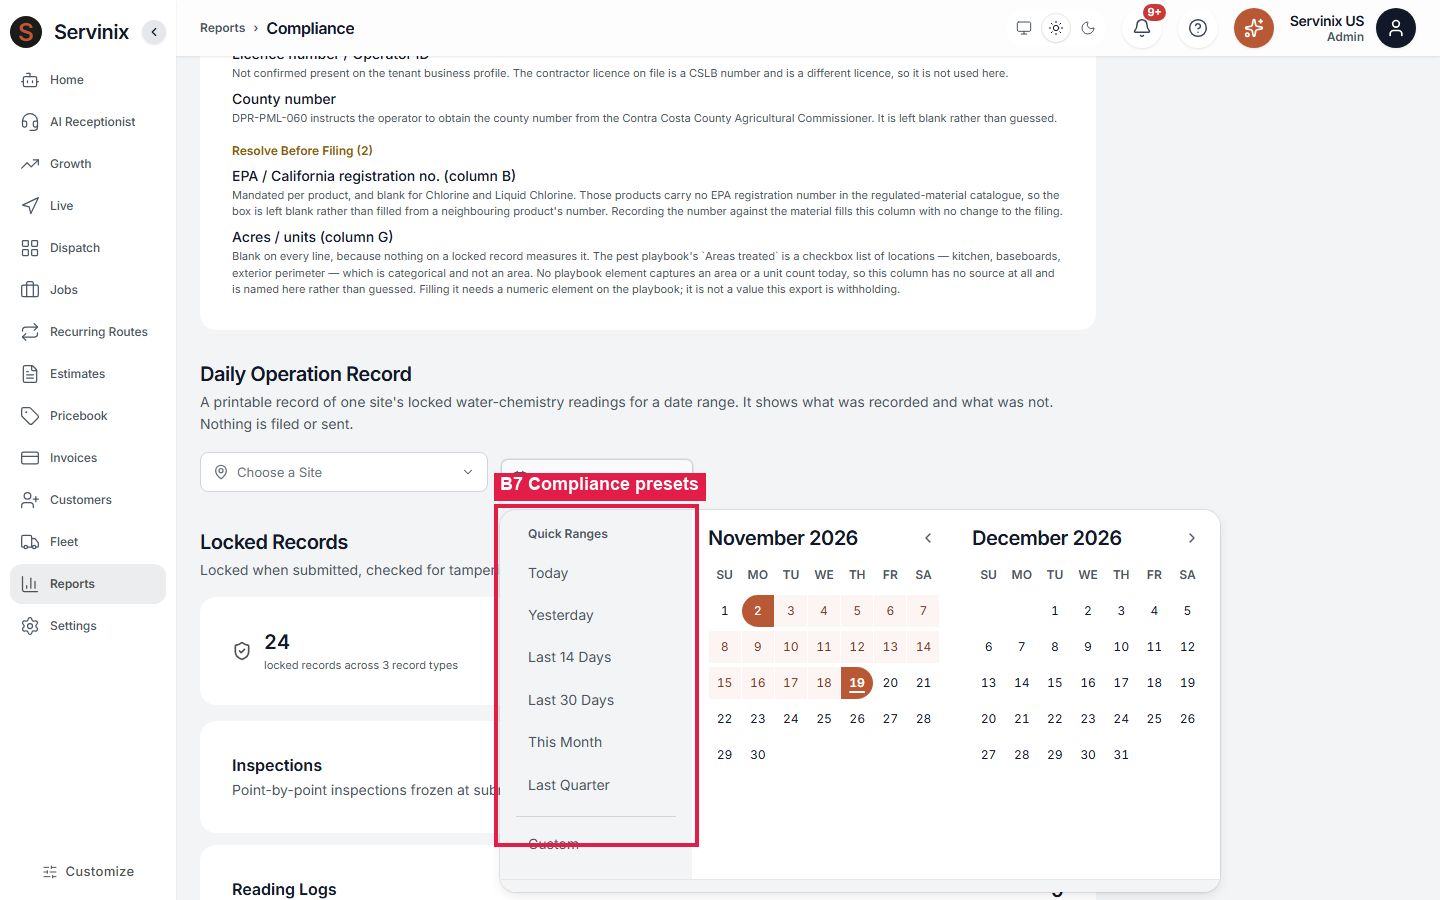 Servinix
Home
AI Receptionist
Growth
Live
Dispatch
Jobs
Recurring Routes
Estimates
Pricebook
Invoices
Customers
Fleet
Reports
Settings
Customize
Reports › Compliance
9+
Servinix US
Admin
Licence number / Operator ID
Not confirmed present on the tenant business profile. The contractor licence on file is a CSLB number and is a different licence, so it is not used here.
County number
DPR-PML-060 instructs the operator to obtain the county number from the Contra Costa County Agricultural Commissioner. It is left blank rather than guessed.
Resolve Before Filing (2)
EPA / California registration no. (column B)
Mandated per product, and blank for Chlorine and Liquid Chlorine. Those products carry no EPA registration number in the regulated-material catalogue, so the
box is left blank rather than filled from a neighbouring product's number. Recording the number against the material fills this column with no change to the filing.
Acres / units (column G)
Blank on every line, because nothing on a locked record measures it. The pest playbook's `Areas treated` is a checkbox list of locations — kitchen, baseboards,
exterior perimeter — which is categorical and not an area. No playbook element captures an area or a unit count today, so this column has no source at all and
is named here rather than guessed. Filling it needs a numeric element on the playbook; it is not a value this export is withholding.
Daily Operation Record
A printable record of one site's locked water-chemistry readings for a date range. It shows what was recorded and what was not.
Nothing is filed or sent.
Choose a Site
B7 Compliance presets
Locked Records
Locked when submitted, checked for tamper
24
locked records across 3 record types
Inspections
Point-by-point inspections frozen at sub
Reading Logs
Quick Ranges
Today
Yesterday
Last 14 Days
Last 30 Days
This Month
Last Quarter
Custom
November 2026
SU MO TU WE TH FR SA
1 2 3 4 5 6 7
8 9 10 11 12 13 14
15 16 17 18 19 20 21
22 23 24 25 26 27 28
29 30
December 2026
SU MO TU WE TH FR SA
1 2 3 4 5
6 7 8 9 10 11 12
13 14 15 16 17 18 19
20 21 22 23 24 25 26
27 28 29 30 31